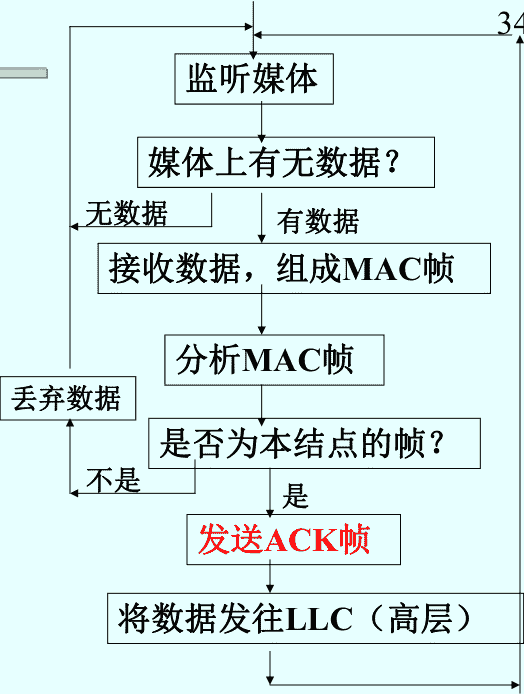 34
监听媒体
媒体上有无数据？
无数据
有数据
接收数据，组成MAC帧
分析MAC帧
丢弃数据
是否为本结点的帧？
不是
是
发送ACK帧
将数据发往LLC（高层）